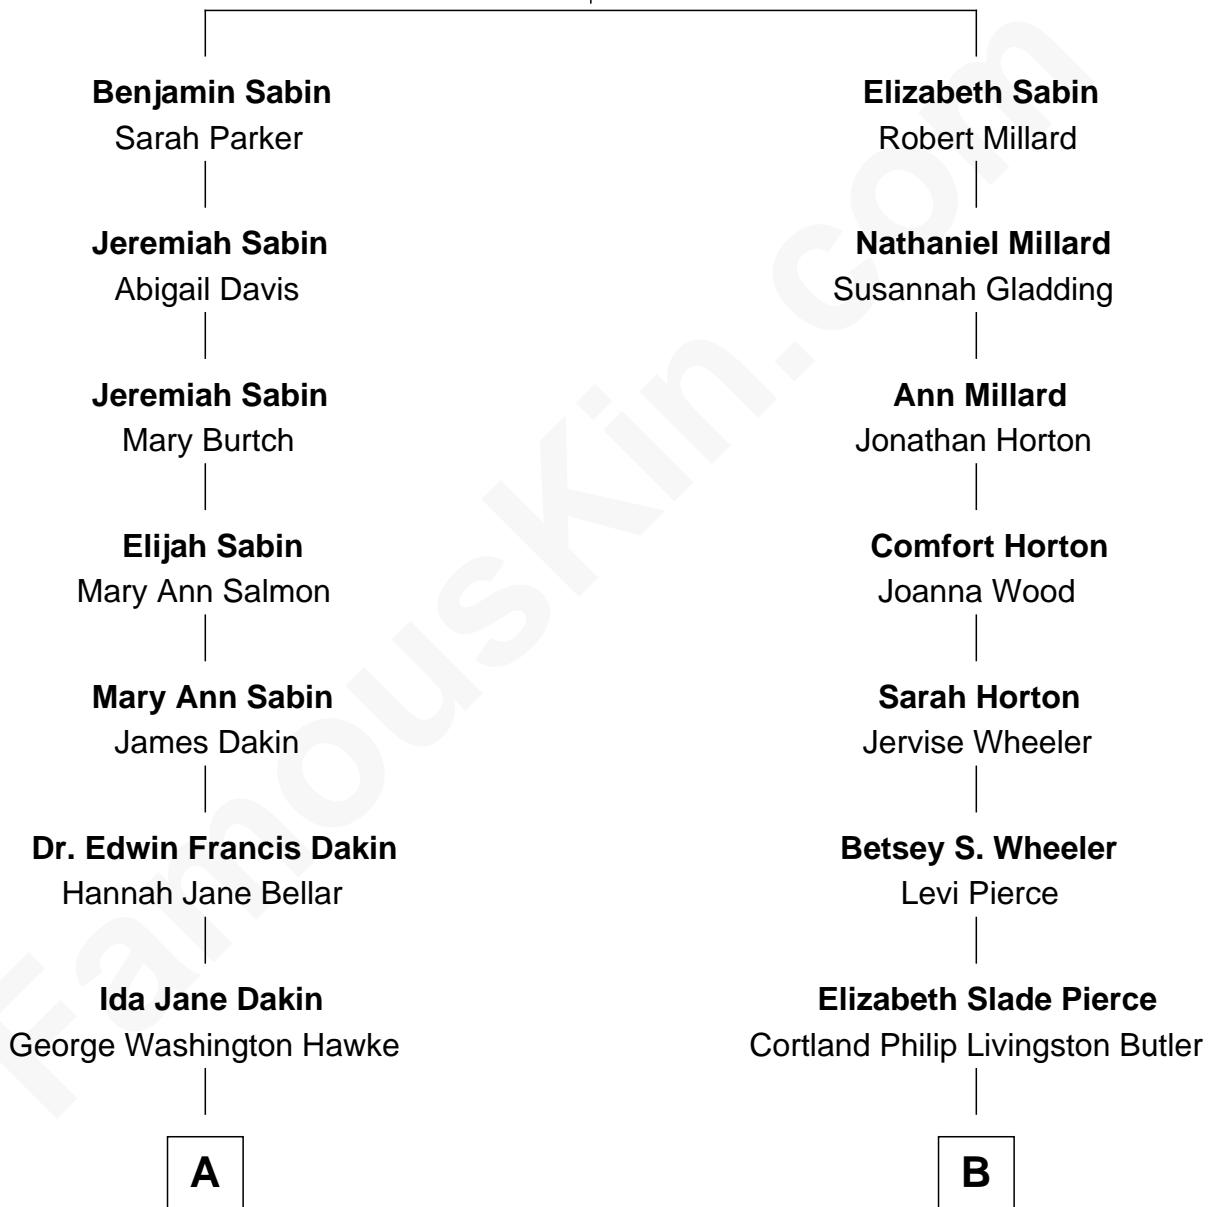 Benjamin Sabin
Sarah Parker
Jeremiah Sabin
Abigail Davis
Jeremiah Sabin
Mary Burtch
Elijah Sabin
Mary Ann Salmon
Mary Ann Sabin
James Dakin
Dr. Edwin Francis Dakin
Hannah Jane Bellar
Ida Jane Dakin
George Washington Hawke
A
Elizabeth Sabin
Robert Millard
Nathaniel Millard
Susannah Gladding
Ann Millard
Jonathan Horton
Comfort Horton
Joanna Wood
Sarah Horton
Jervise Wheeler
Betsey S. Wheeler
Levi Pierce
Elizabeth Slade Pierce
Cortland Philip Livingston Butler
B
FamousKin.com